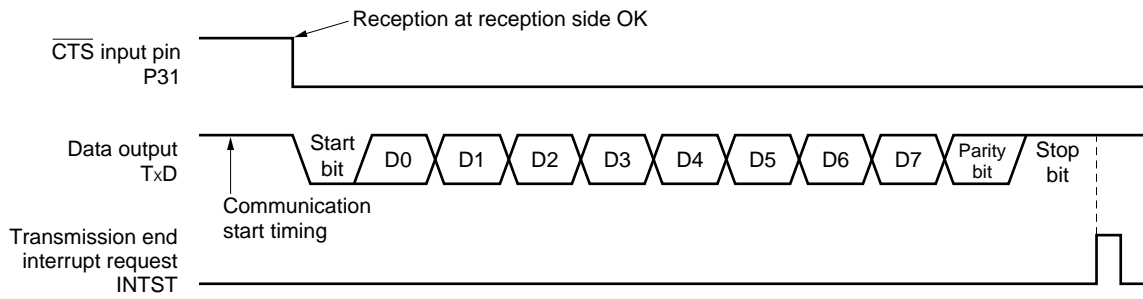 Reception at reception side OK
CTS input pin
P31
Data output
TxD
Start
bit
D0
D1
D2
D3
D4
D5
D6
D7
Parity
bit
Stop
bit
Communication
start timing
Transmission end
interrupt request
INTST